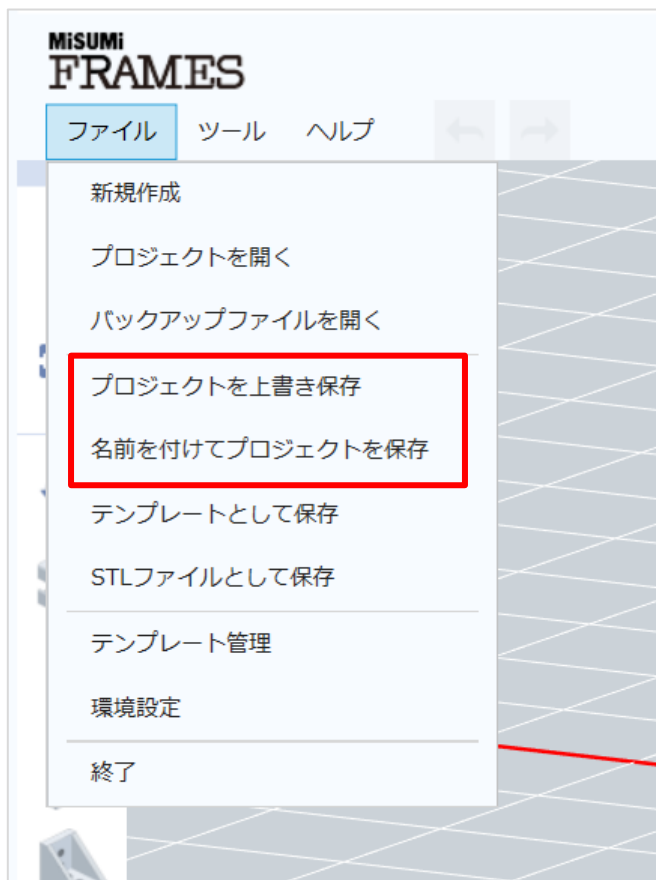 MiSUMi
FRAMES
ファイル ツール ヘルプ
新規作成
プロジェクトを開く
バックアップファイルを開く
プロジェクトを上書き保存
名前を付けてプロジェクトを保存
テンプレートとして保存
STLファイルとして保存
テンプレート管理
環境設定
終了